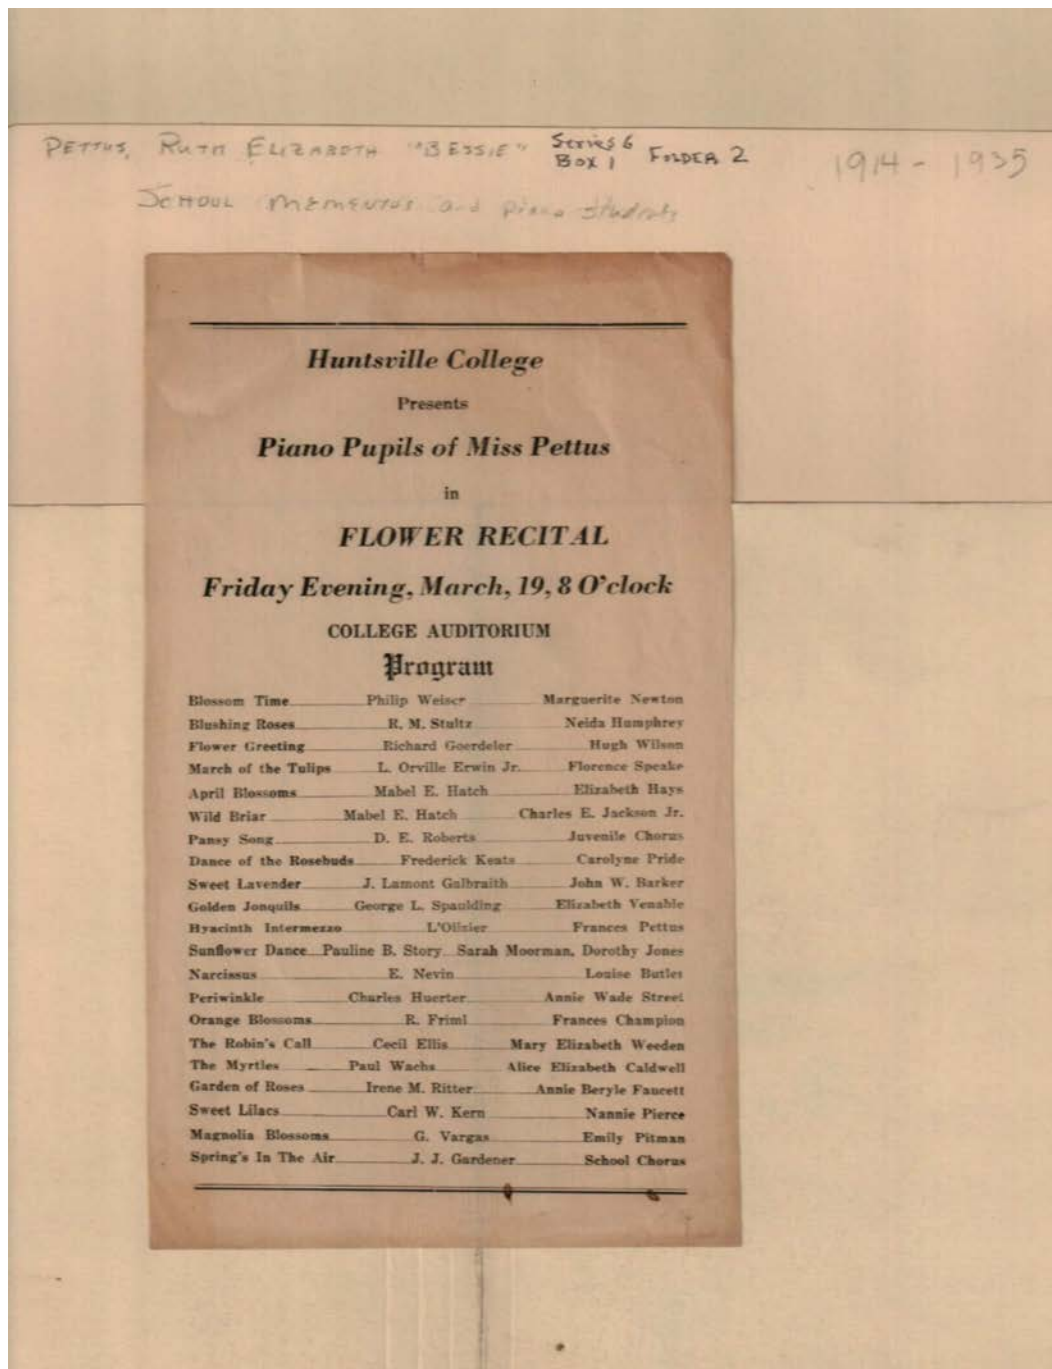 PETTUS, RUTH ELIZABETH "BESSIE" Series 6 Box 1 FOLDER 2 1914 - 1935
SCHOOL MEMENTOS and piano students
Huntsville College
Presents
Piano Pupils of Miss Pettus
in
FLOWER RECITAL
Friday Evening, March, 19, 8 O'clock
COLLEGE AUDITORIUM
Program
Blossom Time Philip Weiser Marguerite Newton
Blushing Roses R. M. Stultz Neida Humphrey
Flower Greeting Richard Goerdeler Hugh Wilson
March of the Tulips L. Orville Erwin Jr. Florence Speake
April Blossoms Mabel E. Hatch Elizabeth Hays
Wild Briar Mabel E. Hatch Charles E. Jackson Jr.
Pansy Song D. E. Roberts Juvenile Chorus
Dance of the Rosebuds Frederick Keats Carolyne Pride
Sweet Lavender J. Lamont Galbraith John W. Barker
Golden Jonquils George L. Spaulding Elizabeth Venable
Hyacinth Intermezzo L'Olizier Frances Pettus
Sunflower Dance Pauline B. Story Sarah Moorman, Dorothy Jones
Narcissus E. Nevin Louise Butler
Periwinkle Charles Huerter Annie Wade Street
Orange Blossoms R. Friml Frances Champion
The Robin's Call Cecil Ellis Mary Elizabeth Weeden
The Myrtles Paul Wachs Alice Elizabeth Caldwell
Garden of Roses Irene M. Ritter Annie Beryle Faucett
Sweet Lilacs Carl W. Kern Nannie Pierce
Magnolia Blossoms G. Vargas Emily Pitman
Spring's In The Air J. J. Gardener School Chorus